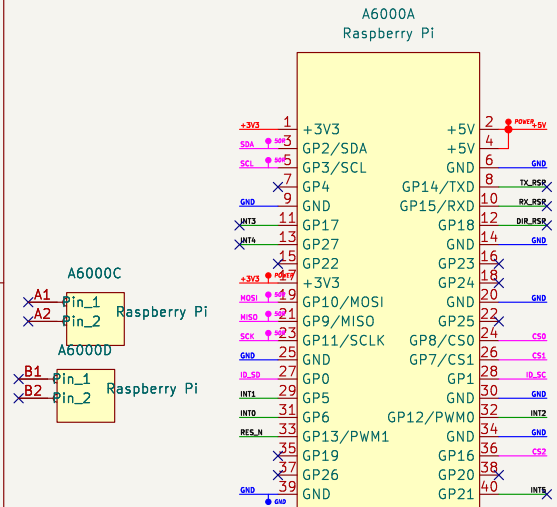 A6000A
Raspberry Pi
+3V3 1 +3V3 +5V 2 POWER +5V
SDA 3 GP2/SDA +5V 4
SCL 5 GP3/SCL GND 6 GND
7 GP4 GP14/TXD 8 TX_RSR
GND 9 GND GP15/RXD 10 RX_RSR
INT3 11 GP17 GP18 12 DIR_RSR
INT4 13 GP27 GND 14 GND
15 GP22 GP23 16
+3V3 17 +3V3 GP24 18
MOSI 19 GP10/MOSI GND 20 GND
MISO 21 GP9/MISO GP25 22
SCK 23 GP11/SCLK GP8/CS0 24 CS0
GND 25 GND GP7/CS1 26 CS1
ID_SD 27 GP0 GP1 28 ID_SC
INT1 29 GP5 GND 30 GND
INT0 31 GP6 GP12/PWM0 32 INT2
RES_N 33 GP13/PWM1 GND 34 GND
35 GP19 GP16 36 CS2
37 GP26 GP20 38
GND 39 GND GP21 40 INT5
GND
A6000C
A1 Pin_1
A2 Pin_2
Raspberry Pi
A6000D
B1 Pin_1
B2 Pin_2
Raspberry Pi